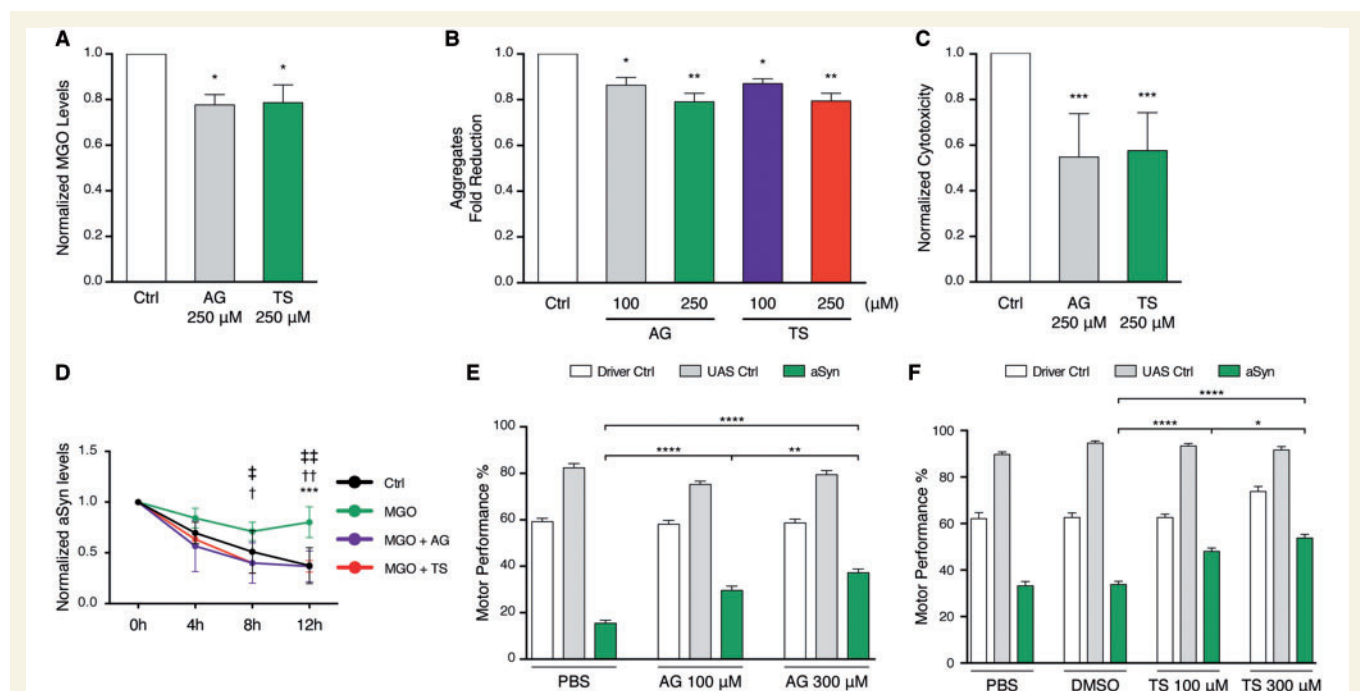 A
Normalized MGO Levels
1.0
0.8
0.6
0.4
0.2
0.0
*
*
Ctrl
AG
250 µM
TS
250 µM
B
Aggregates
Fold Reduction
1.0
0.8
0.6
0.4
0.2
0.0
*
**
*
**
Ctrl
100
250
100
250
(µM)
AG
TS
C
Normalized Cytotoxicity
1.0
0.8
0.6
0.4
0.2
0.0
***
***
Ctrl
AG
250 µM
TS
250 µM
D
Normalized aSyn levels
1.5
1.0
0.5
0.0
‡
†
‡‡
††
***
0h
4h
8h
12h
Ctrl
MGO
MGO + AG
MGO + TS
E
Driver Ctrl
UAS Ctrl
aSyn
Motor Performance %
100
80
60
40
20
0
****
****
**
PBS
AG 100 µM
AG 300 µM
F
Driver Ctrl
UAS Ctrl
aSyn
Motor Performance %
100
80
60
40
20
0
****
****
*
PBS
DMSO
TS 100 µM
TS 300 µM